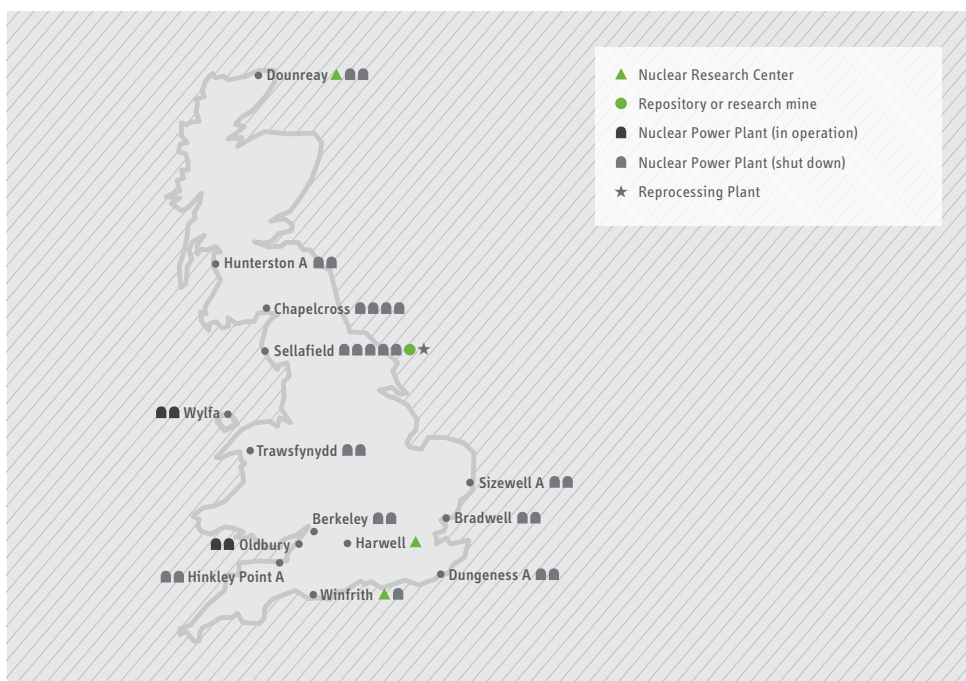 Dounreay
Nuclear Research Center
Repository or research mine
Nuclear Power Plant (in operation)
Nuclear Power Plant (shut down)
Reprocessing Plant
Hunterston A
Chapelcross
Sellafield
Wylfa
Trawsfynydd
Sizewell A
Berkeley
Bradwell
Oldbury
Harwell
Hinkley Point A
Dungeness A
Winfrith